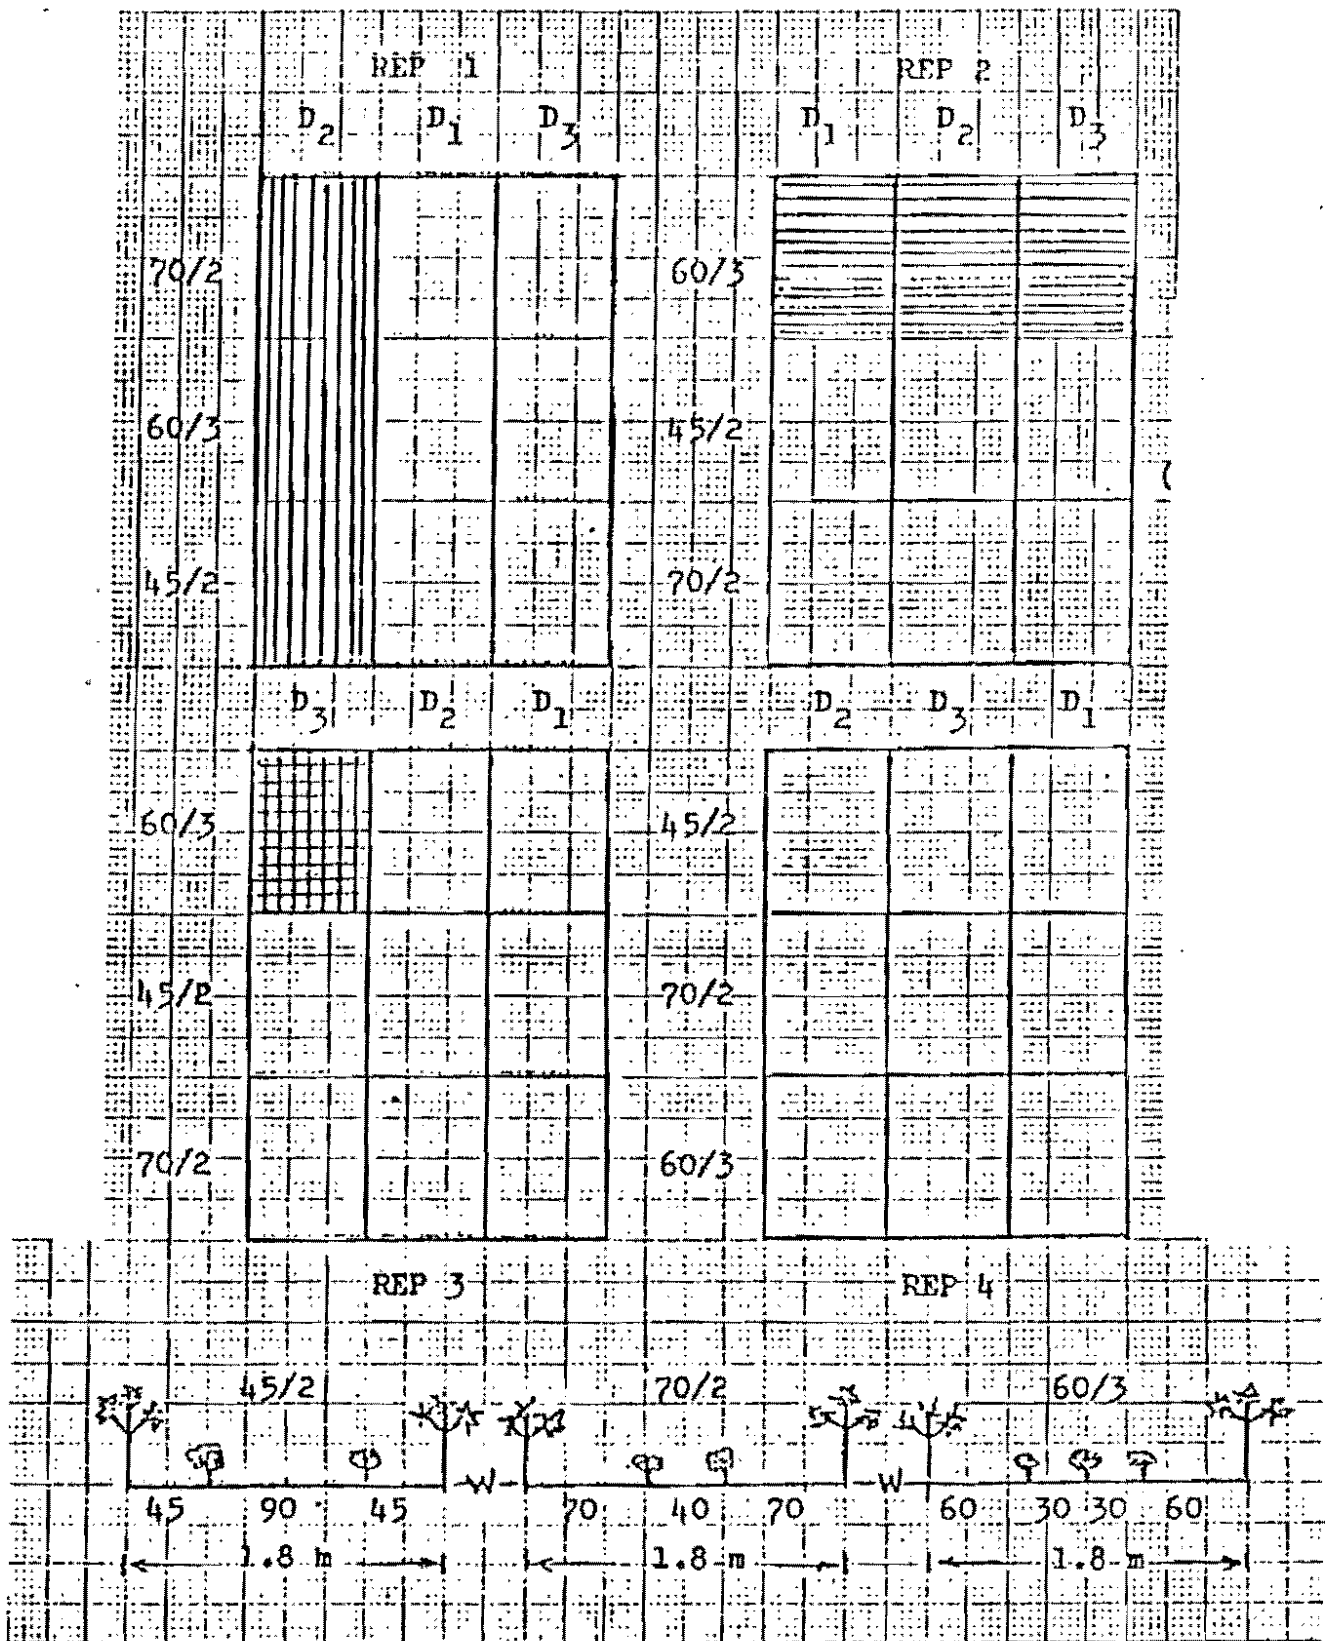 REP 1 REP 2
D2 D1 D3 D1 D2 D3
70/2 60/3
60/3 45/2
45/2 70/2
D3 D2 D1 D2 D3 D1
60/3 45/2
45/2 70/2
70/2 60/3
REP 3 REP 4
45/2 70/2 60/3
W W
45 90 45 70 40 70 60 30 30 60
1.8 m 1.8 m 1.8 m